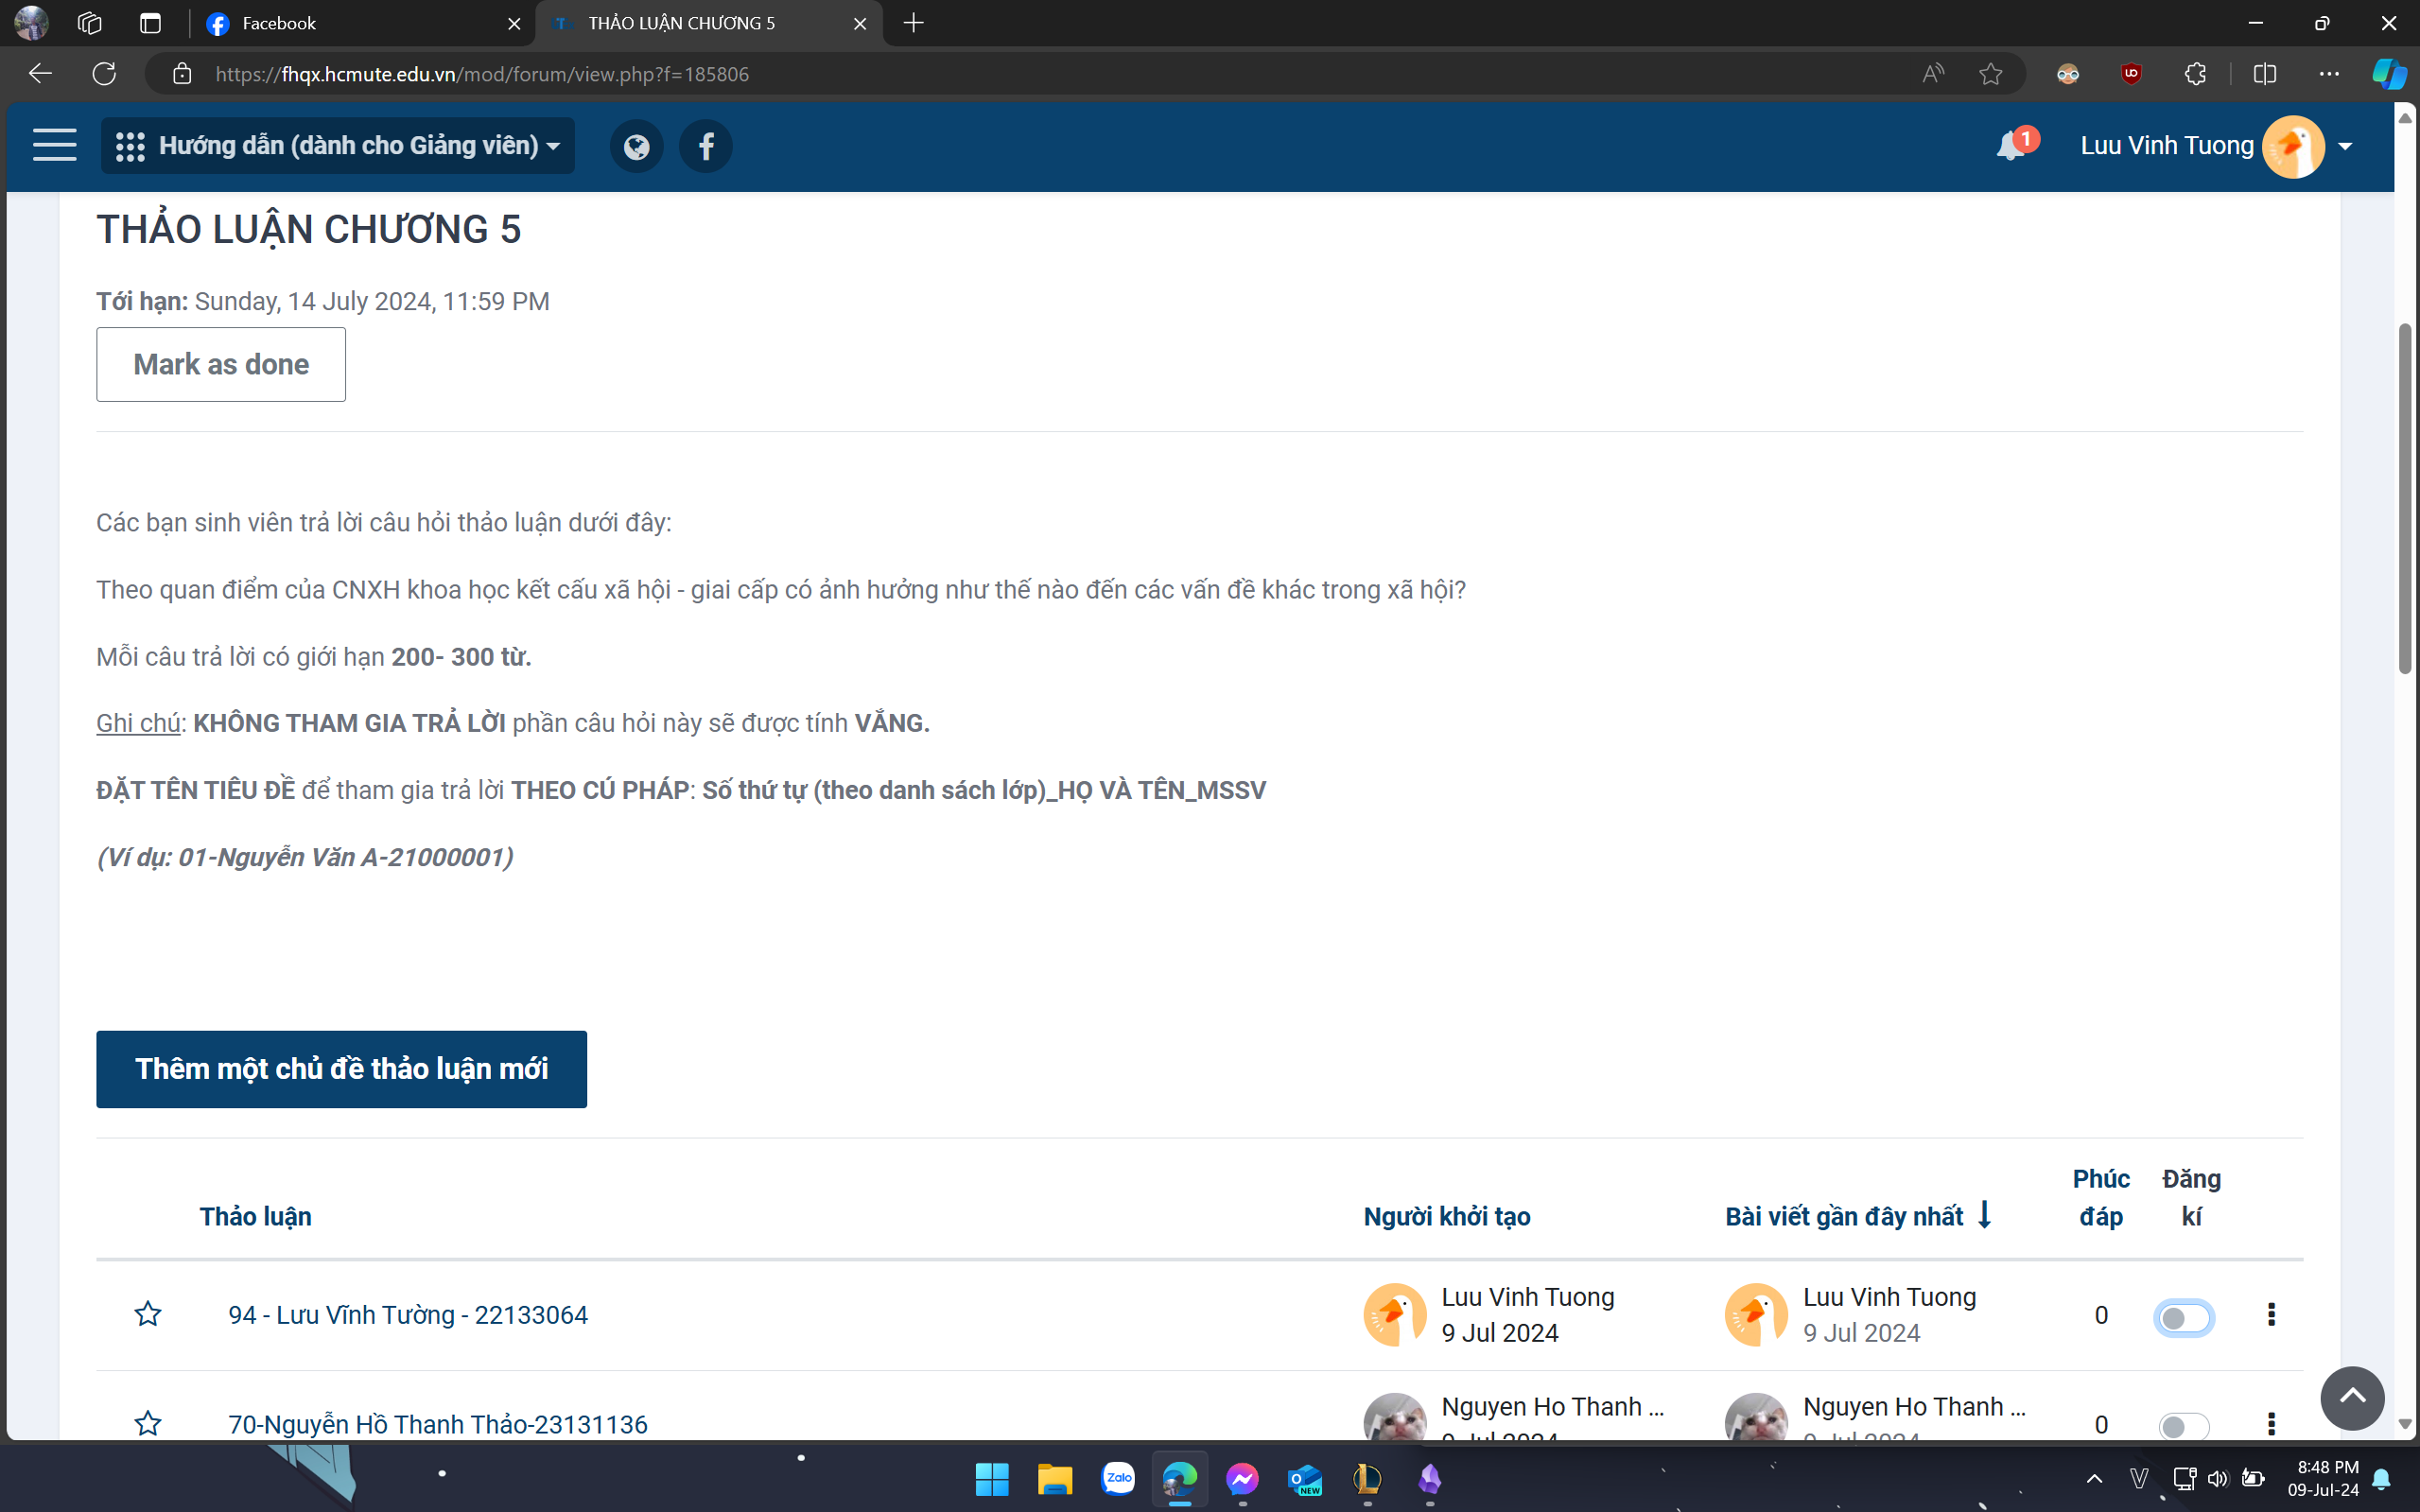 Facebook
THẢO LUẬN CHƯƠNG 5
https://fhqx.hcmute.edu.vn/mod/forum/view.php?f=185806
Hướng dẫn (dành cho Giảng viên)
1
Luu Vinh Tuong
THẢO LUẬN CHƯƠNG 5
Tới hạn: Sunday, 14 July 2024, 11:59 PM
Mark as done
Các bạn sinh viên trả lời câu hỏi thảo luận dưới đây:
Theo quan điểm của CNXH khoa học kết cấu xã hội - giai cấp có ảnh hưởng như thế nào đến các vấn đề khác trong xã hội?
Mỗi câu trả lời có giới hạn 200- 300 từ.
Ghi chú: KHÔNG THAM GIA TRẢ LỜI phần câu hỏi này sẽ được tính VẮNG.
ĐẶT TÊN TIÊU ĐỀ để tham gia trả lời THEO CÚ PHÁP: Số thứ tự (theo danh sách lớp)_HỌ VÀ TÊN_MSSV
(Ví dụ: 01-Nguyễn Văn A-21000001)
Thêm một chủ đề thảo luận mới
Thảo luận Người khởi tạo Bài viết gần đây nhất Phúc đáp Đăng kí
94 - Lưu Vĩnh Tường - 22133064 Luu Vinh Tuong Luu Vinh Tuong 0
9 Jul 2024 9 Jul 2024
70-Nguyễn Hồ Thanh Thảo-23131136 Nguyen Ho Thanh ... Nguyen Ho Thanh ... 0
9 Jul 2024 9 Jul 2024
Zalo
NEW
8:48 PM
09-Jul-24